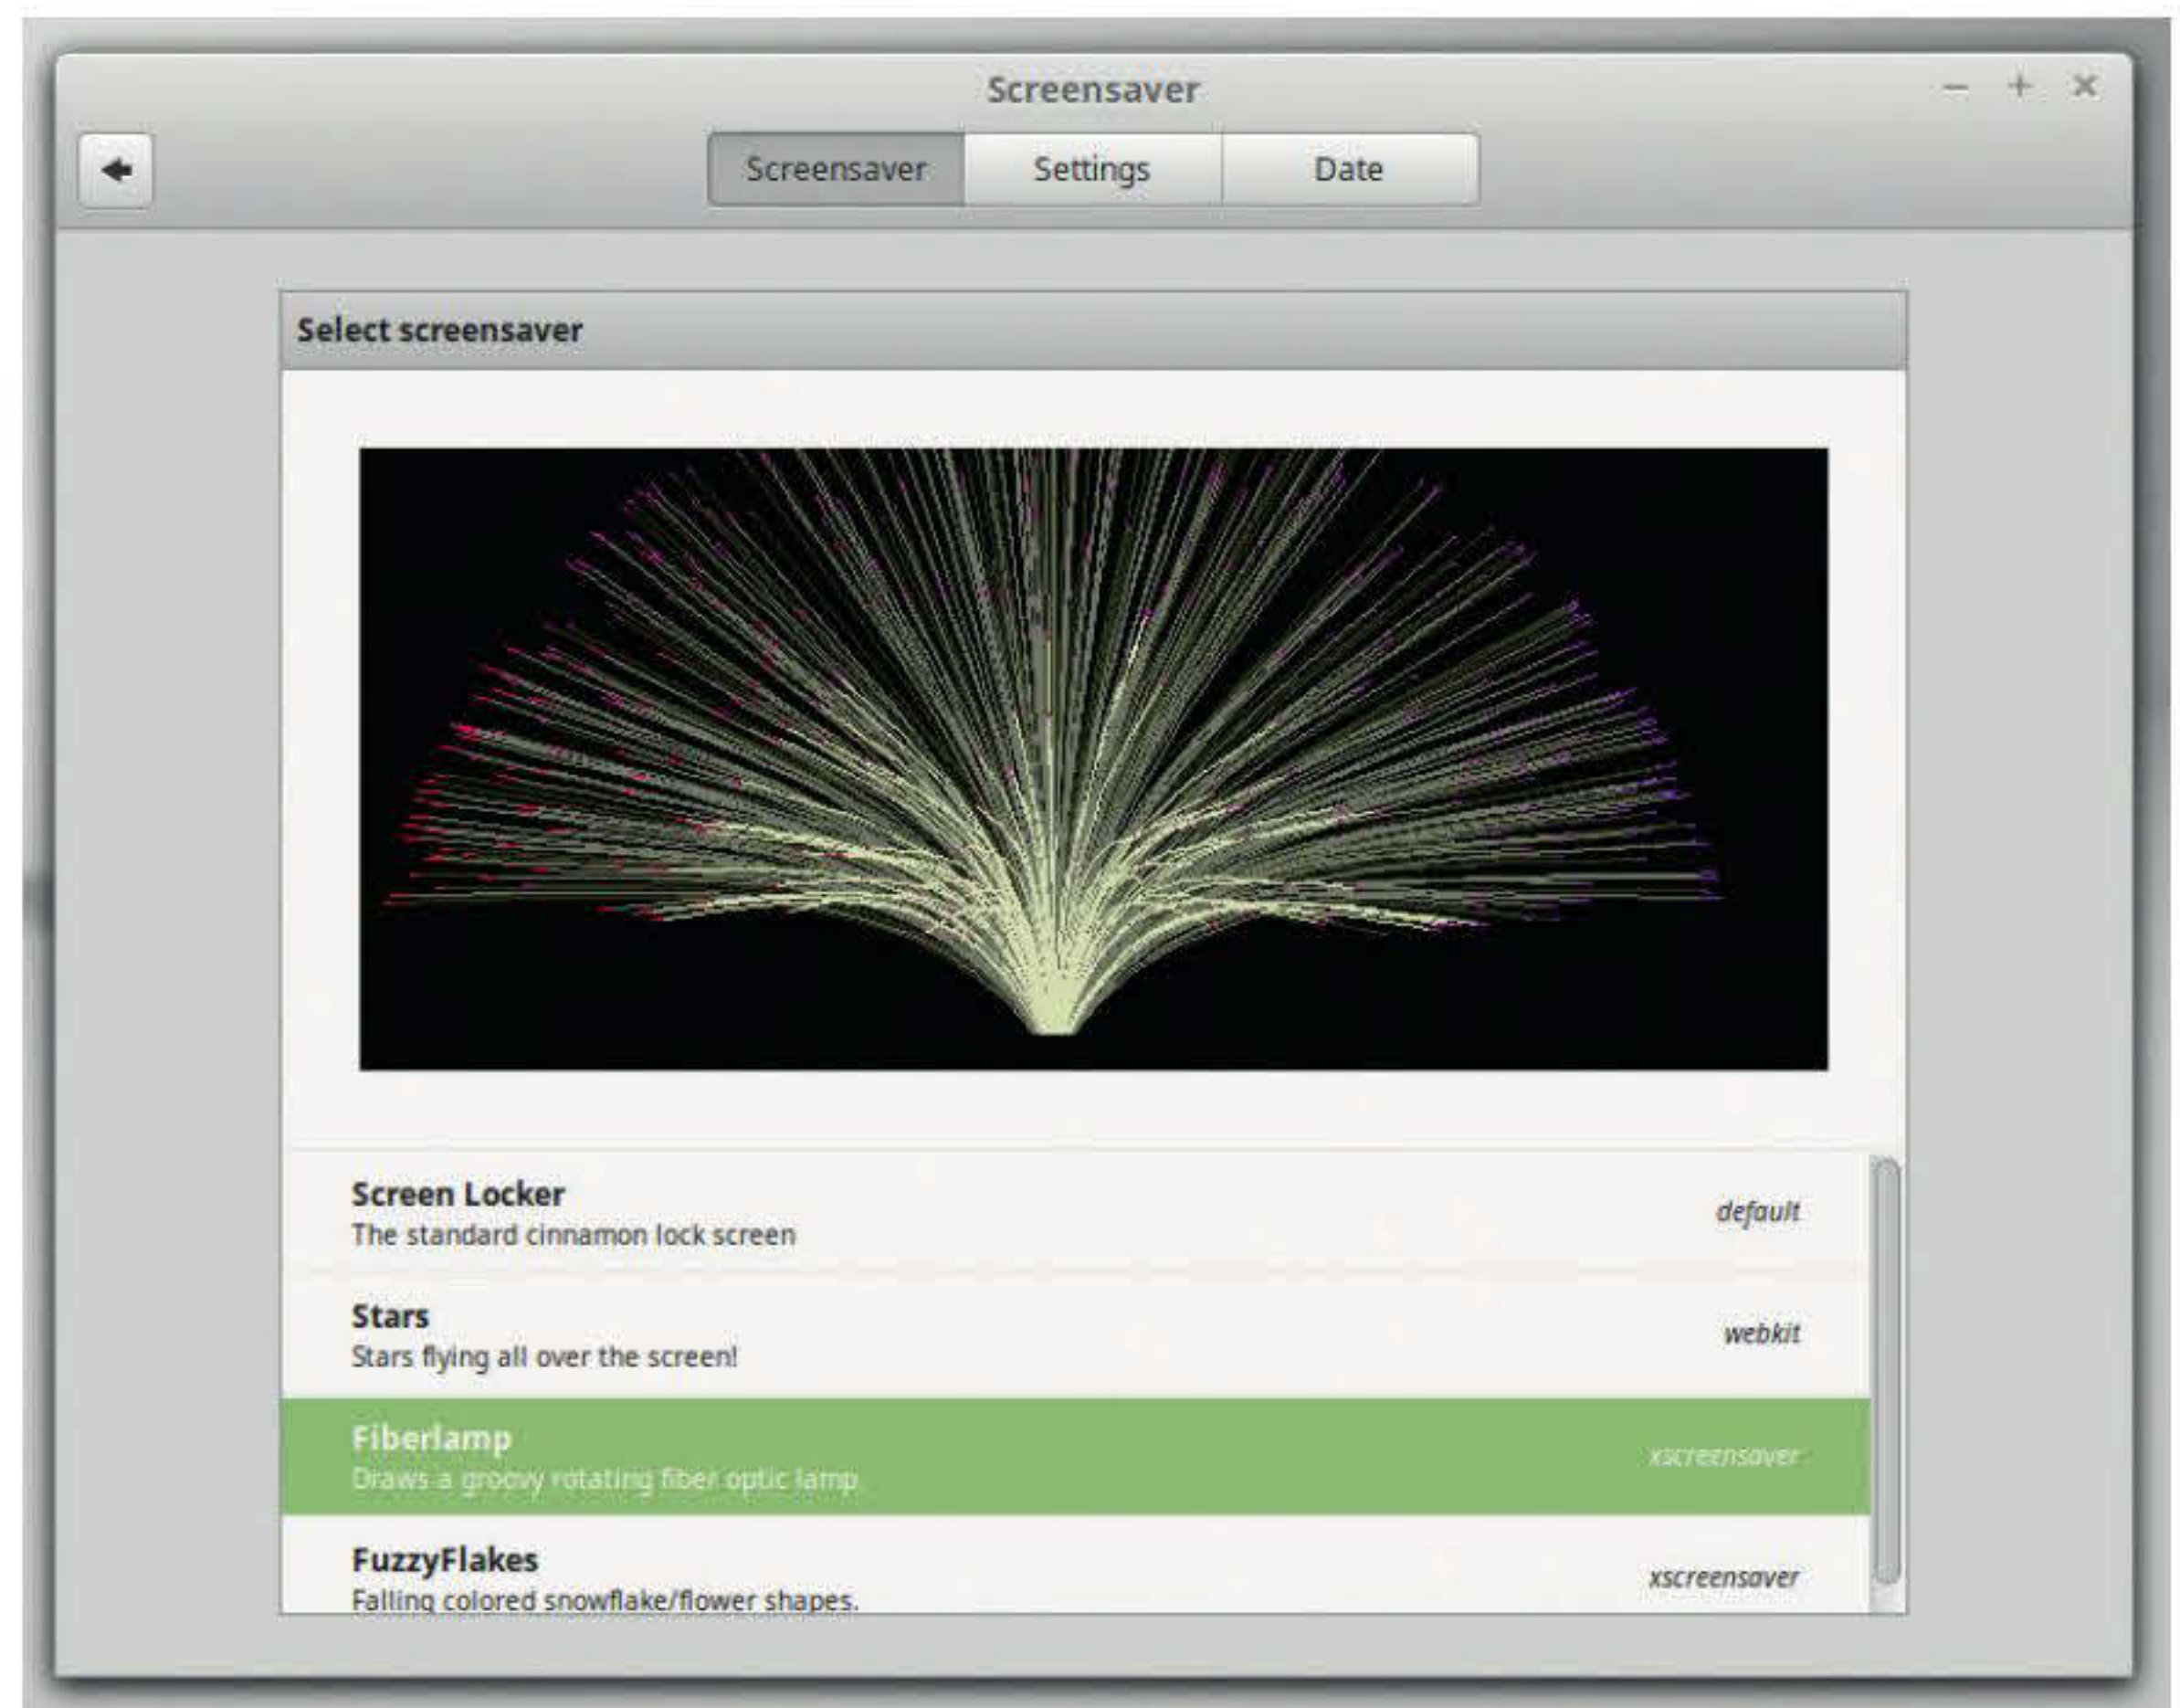 Screensaver
Screensaver Settings Date
Select screensaver
Screen Locker
default
The standard cinnamon lock screen
Stars
webkit
Stars flying all over the screen!
Fiberlamp
xscreensaver
Draws a groovy rotating fiber optic lamp.
FuzzyFlakes
xscreensaver
Falling colored snowflake/flower shapes.